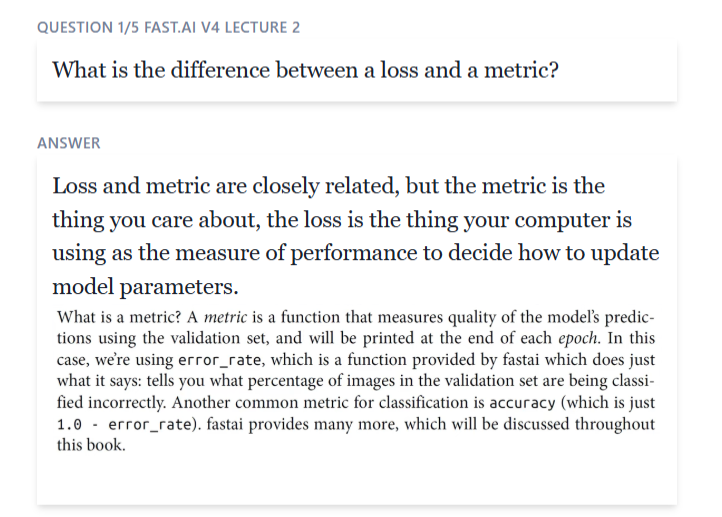 QUESTION 1/5 FAST.AI V4 LECTURE 2
What is the difference between a loss and a metric?
ANSWER
Loss and metric are closely related, but the metric is the
thing you care about, the loss is the thing your computer is
using as the measure of performance to decide how to update
model parameters.
What is a metric? A metric is a function that measures quality of the model’s predic-
tions using the validation set, and will be printed at the end of each epoch. In this
case, we’re using error_rate, which is a function provided by fastai which does just
what it says: tells you what percentage of images in the validation set are being classi-
fied incorrectly. Another common metric for classification is accuracy (which is just
1.0 - error_rate). fastai provides many more, which will be discussed throughout
this book.